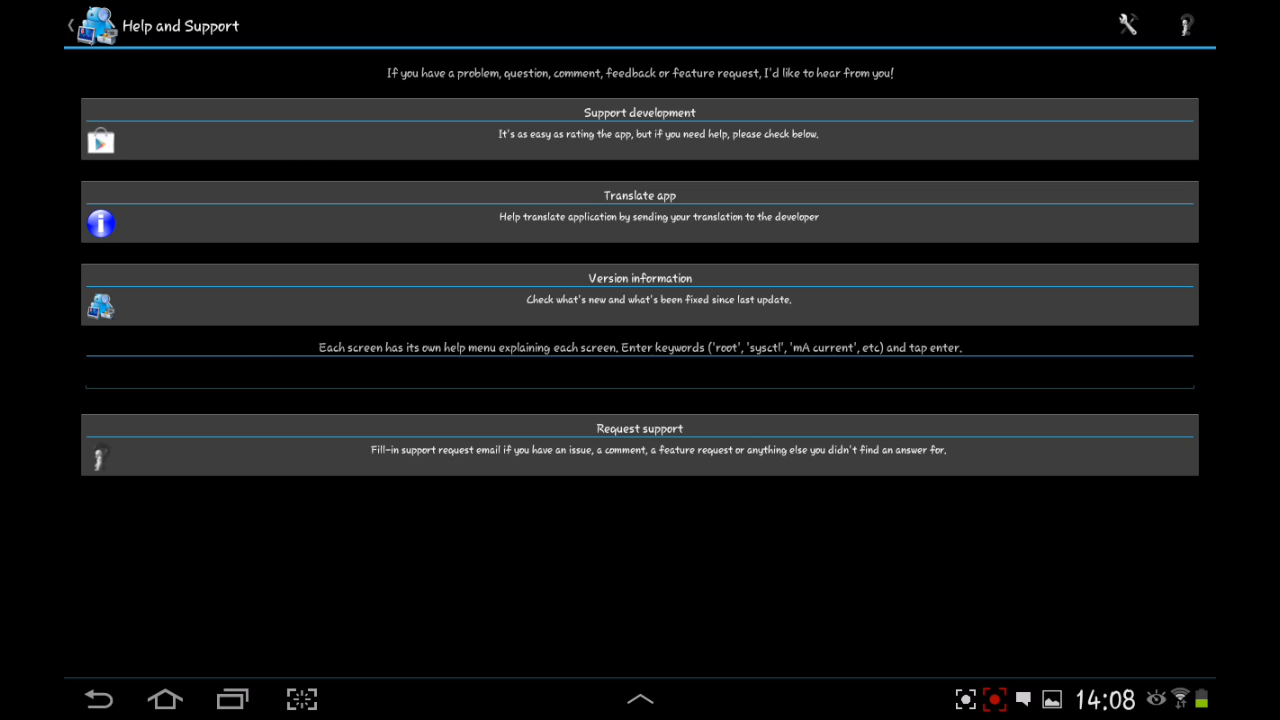 Help and Support
If you have a problem, question, comment, feedback or feature request, I'd like to hear from you!
Support development
It's as easy as rating the app, but if you need help, please check below.
Translate app
Help translate application by sending your translation to the developer
Version information
Check what's new and what's been fixed since last update.
Each screen has its own help menu explaining each screen. Enter keywords ('root', 'sysctl', 'mA current', etc) and tap enter.
Request support
Fill-in support request email if you have an issue, a comment, a feature request or anything else you didn't find an answer for.
14:08